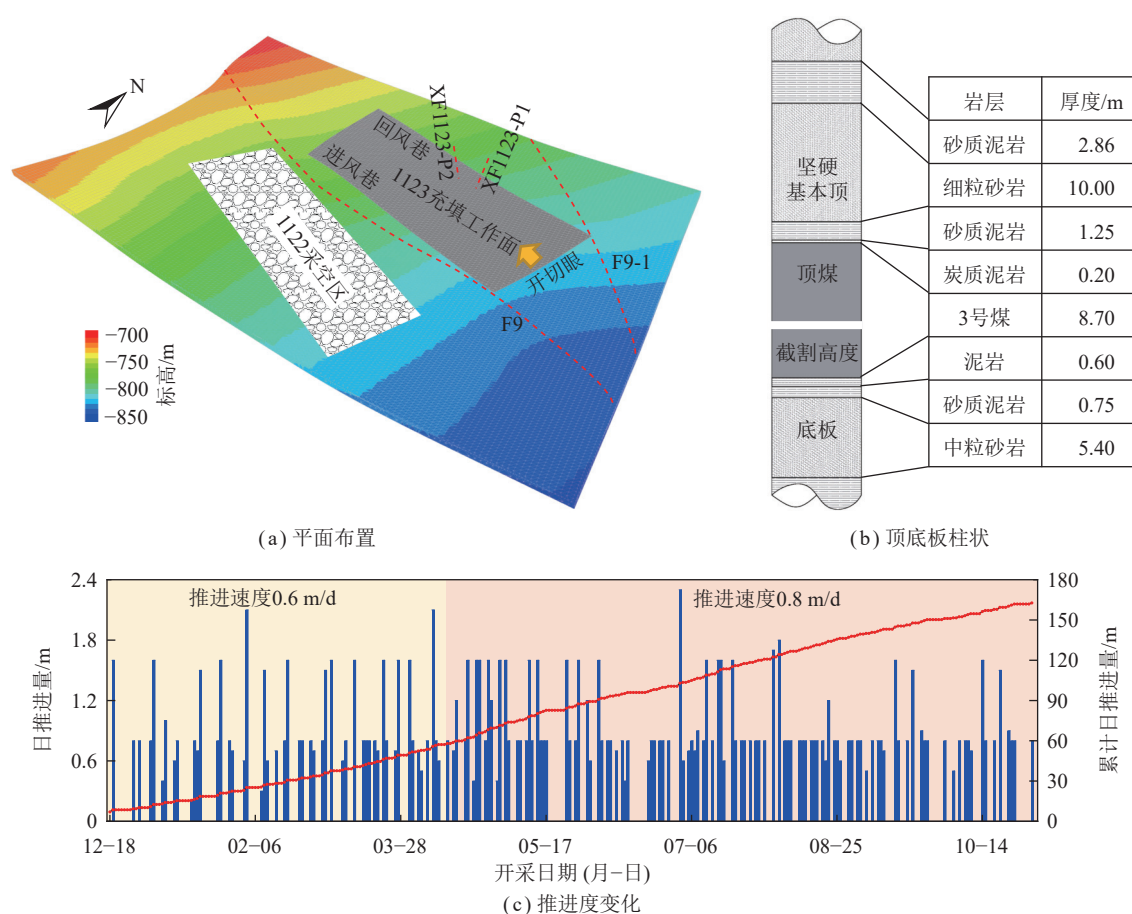 N
XF1123-P2
XF1123-P1
回风巷
进风巷
1123充填工作面
1122采空区
开切眼
F9-1
F9
−700
−750
−800
−850
标高/m
(a) 平面布置
坚硬
基本顶
顶煤
截割高度
底板
岩层 厚度/m
砂质泥岩 2.86
细粒砂岩 10.00
砂质泥岩 1.25
炭质泥岩 0.20
3号煤 8.70
泥岩 0.60
砂质泥岩 0.75
中粒砂岩 5.40
(b) 顶底板柱状
推进速度0.6 m/d
推进速度0.8 m/d
2.4
1.8
1.2
0.6
0
日推进量/m
180
150
120
90
60
30
0
累计日推进量/m
12−18 02−06 03−28 05−17 07−06 08−25 10−14
开采日期 (月−日)
(c) 推进度变化